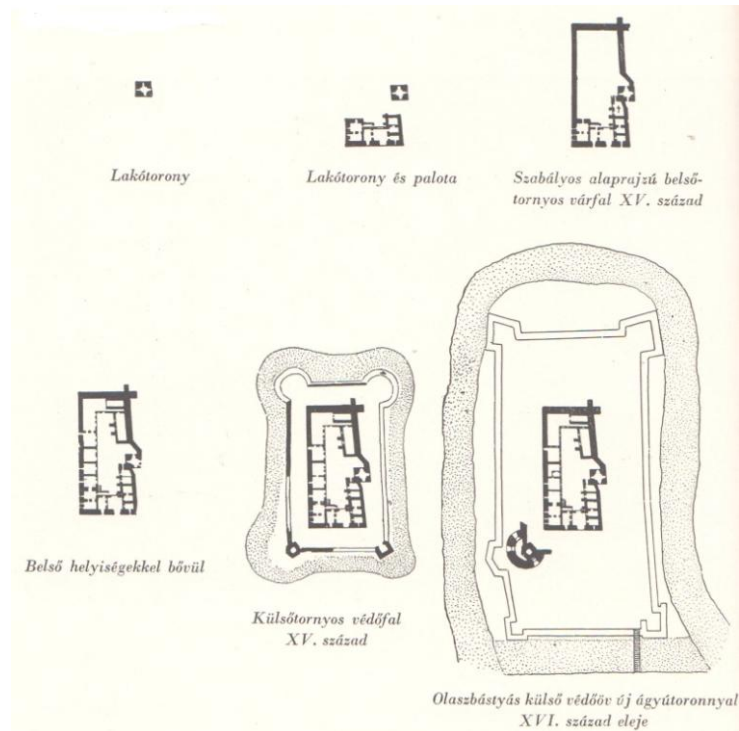 Lakótorony
Lakótorony és palota
Szabályos alaprajzú belső-
tornyos várfal XV. század
Belső helyiségekkel bővül
Külsőtornyos védőfal
XV. század
Olaszbástyás külső védőöv új ágyútoronnyal
XVI. század eleje